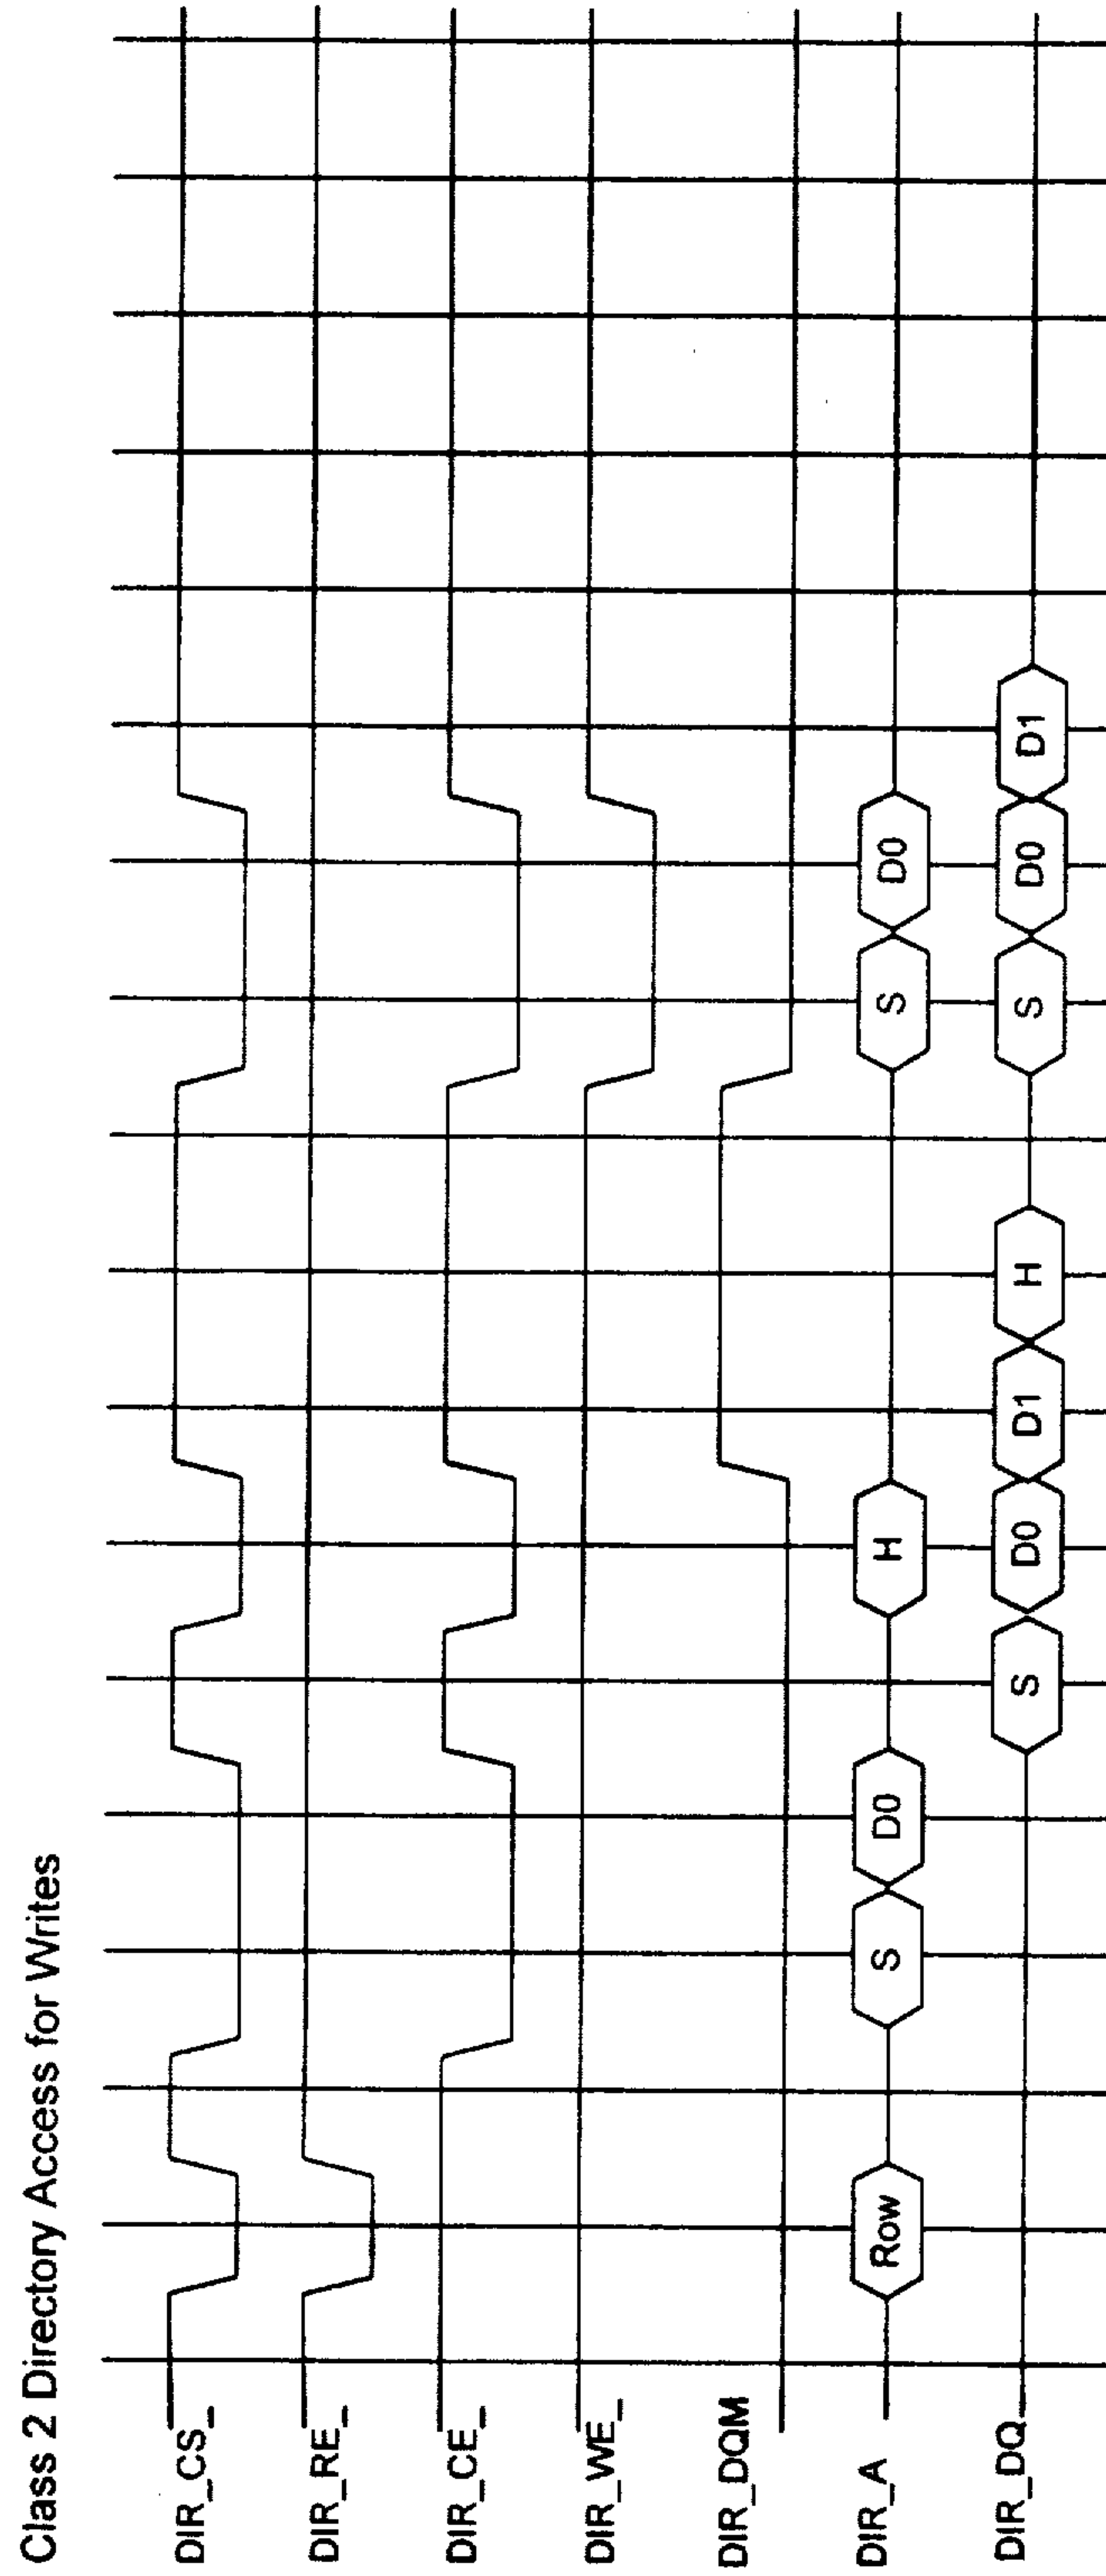 Class 2 Directory Access for Writes
DIR_CS_
DIR_RE_
DIR_CE_
DIR_WE_
DIR_DQM
DIR_A Row S D0 H S D0
DIR_DQ S D0 D1 H S D0 D1